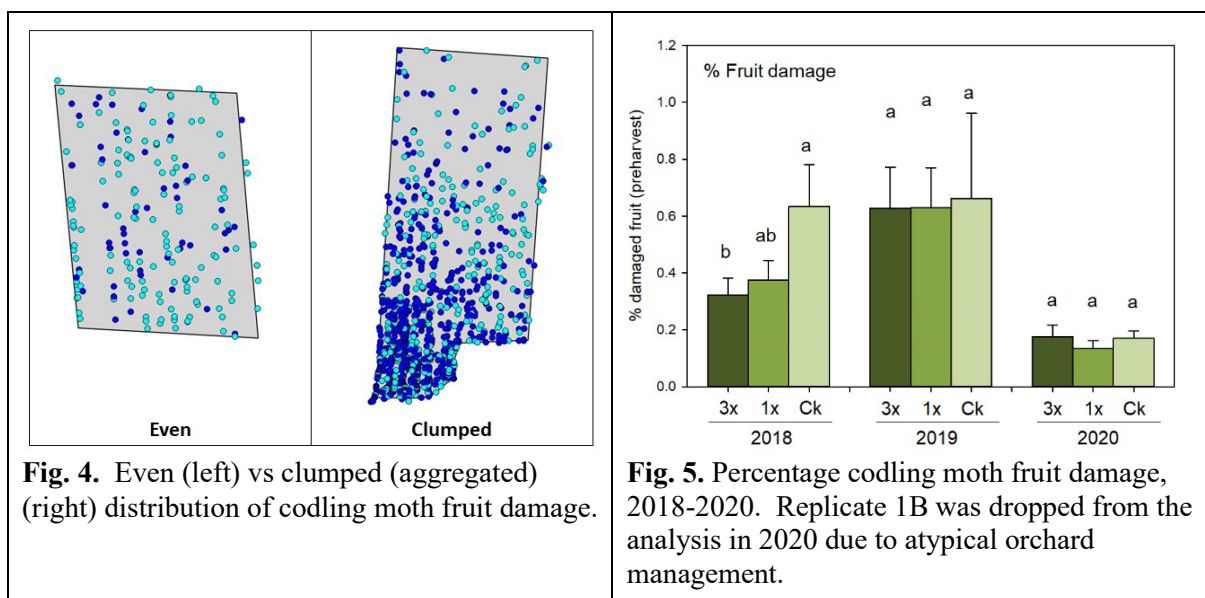 Even
Clumped
Fig. 4. Even (left) vs clumped (aggregated)
(right) distribution of codling moth fruit damage.
1.2
1.0
0.8
0.6
0.4
0.2
0.0
% damaged fruit (preharvest)
% Fruit damage
b
ab
a
a
a
a
a
a
a
3x 1x Ck
3x 1x Ck
3x 1x Ck
2018
2019
2020
Fig. 5. Percentage codling moth fruit damage,
2018-2020. Replicate 1B was dropped from the
analysis in 2020 due to atypical orchard
management.